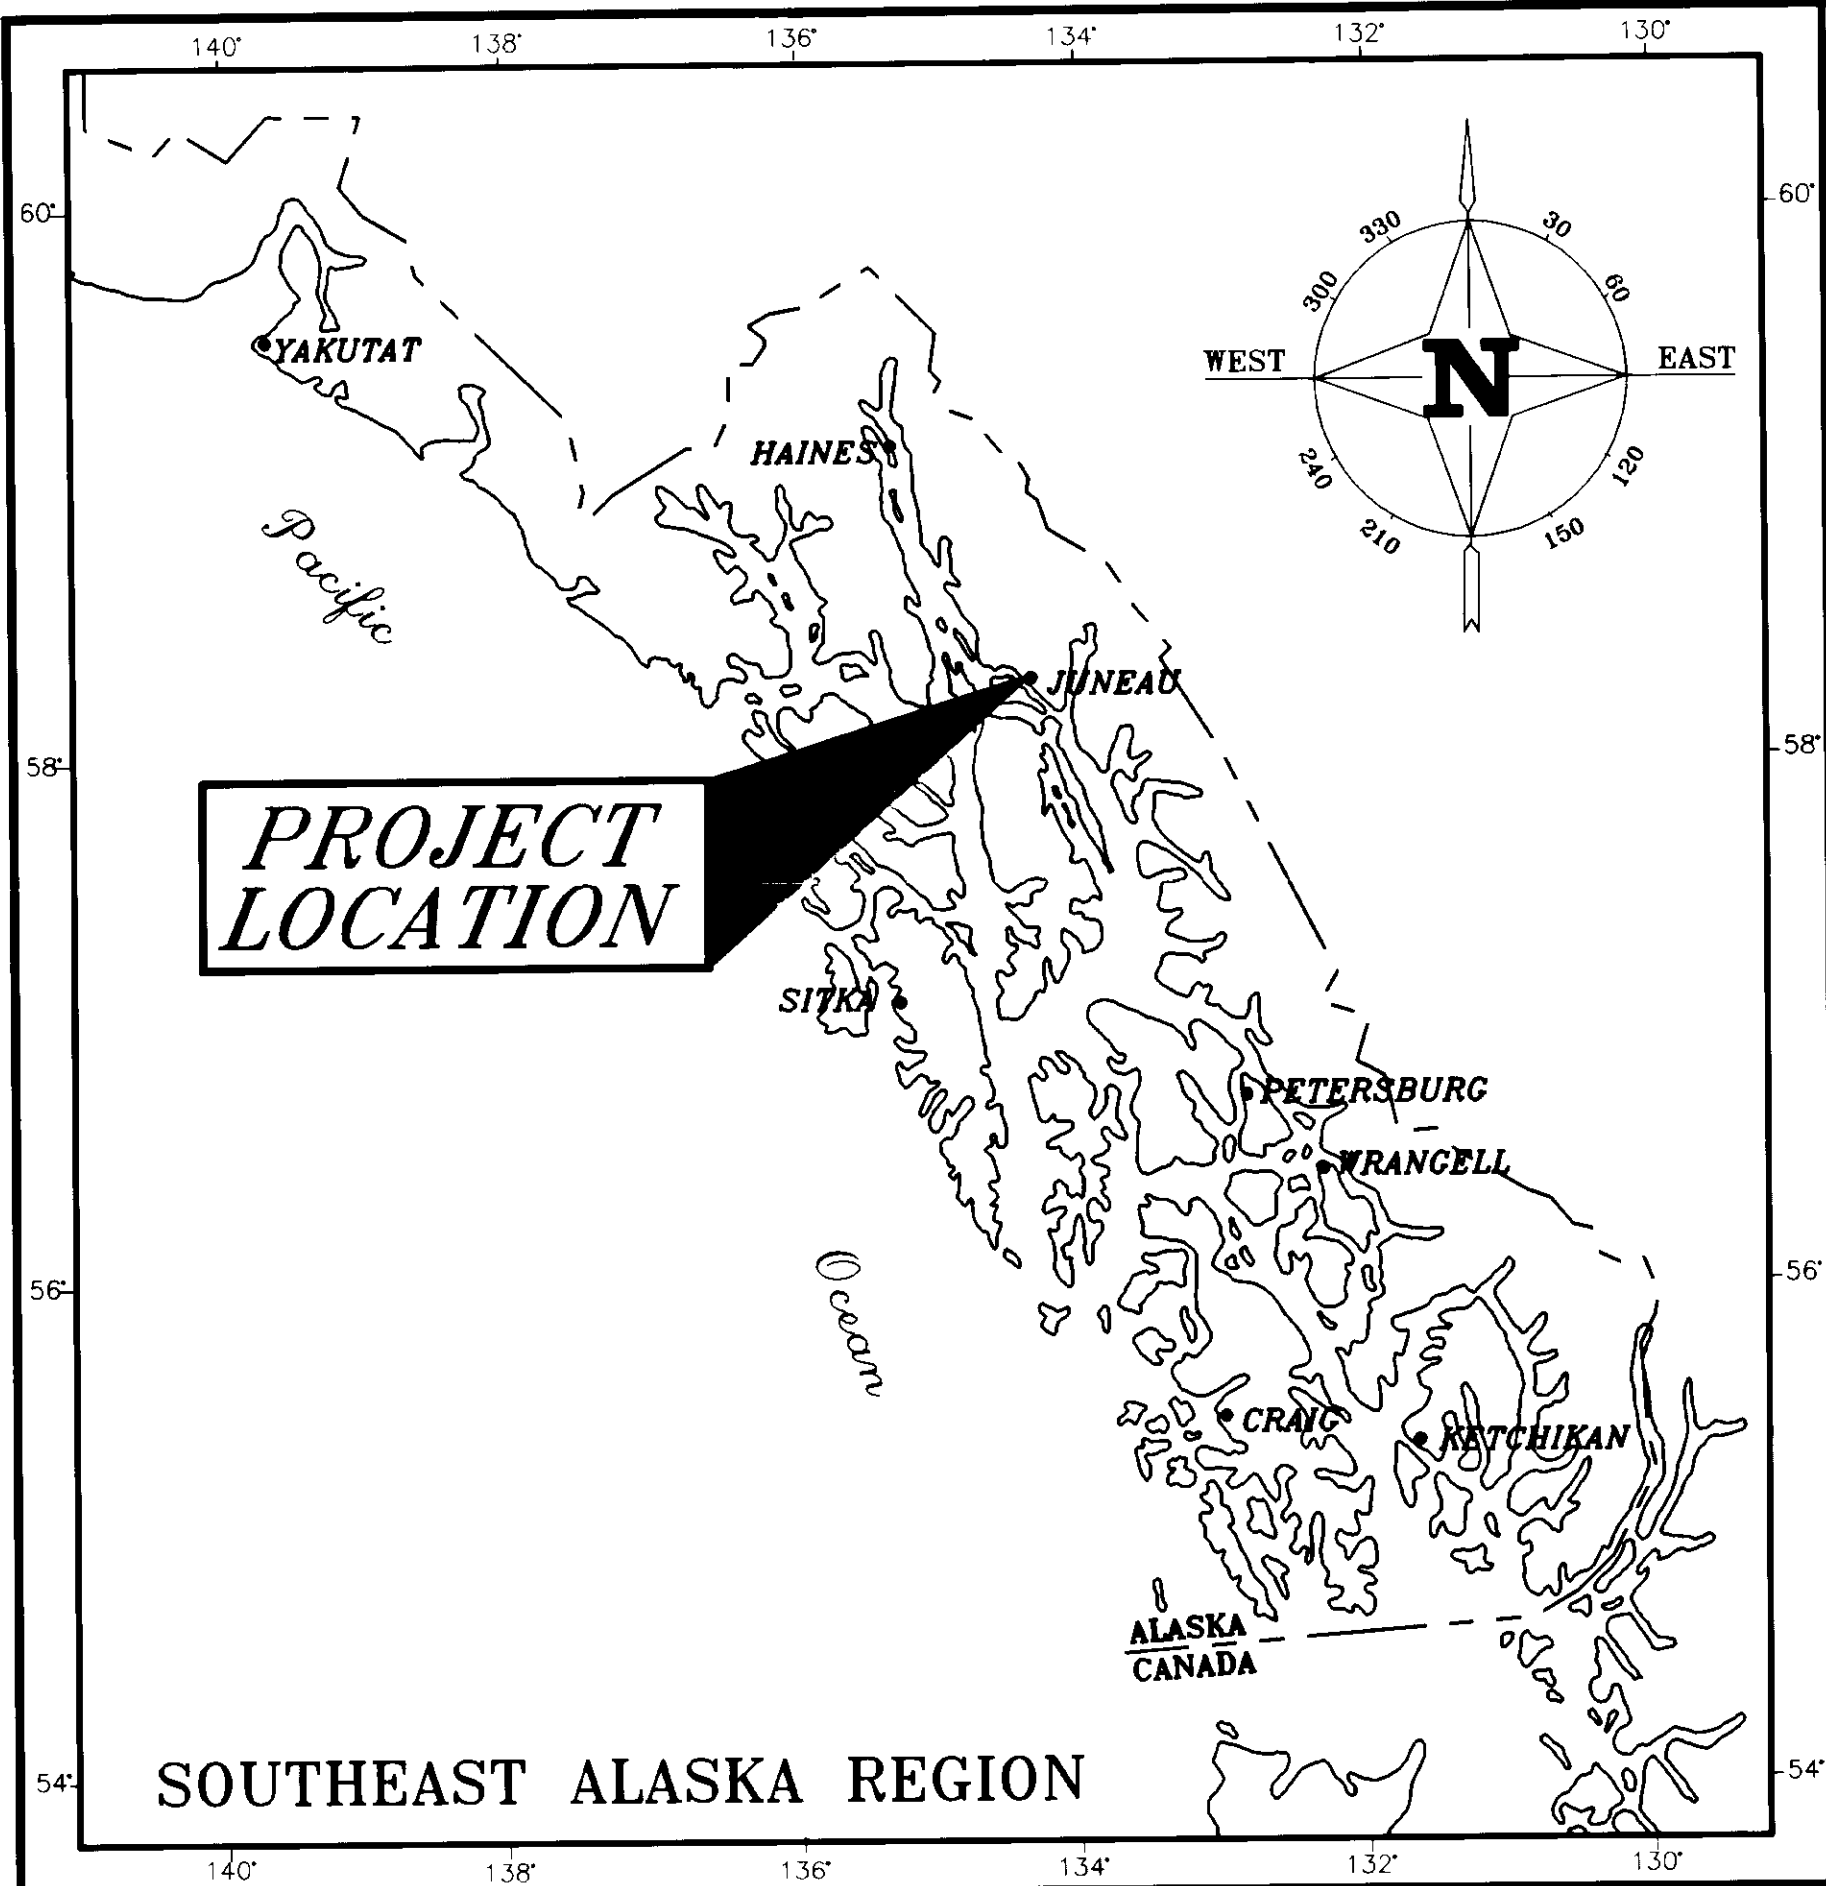 140°
138°
136°
134°
132°
130°
60°
60°
330
30
300
60
YAKUTAT
WEST
N
EAST
HAINES
240
120
210
150
Pacific
JUNEAU
58°
58°
PROJECT
LOCATION
SITKA
PETERSBURG
WRANGELL
56°
56°
Ocean
CRAIG
KETCHIKAN
ALASKA
CANADA
SOUTHEAST ALASKA REGION
54°
54°
140°
138°
136°
134°
132°
130°